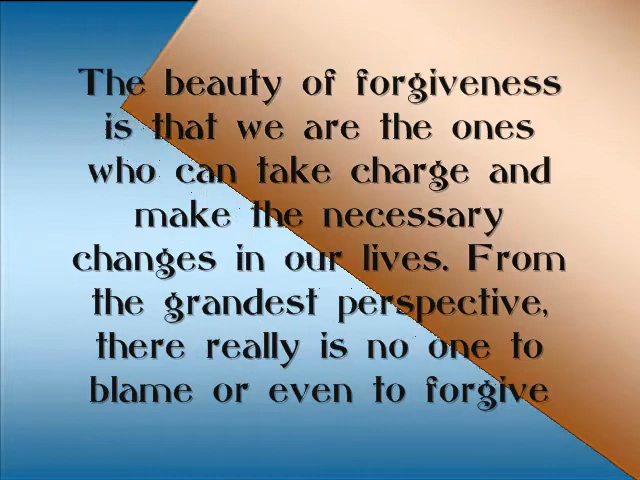 The beauty of forgiveness
is that we are the ones
who can take charge and
make the necessary
changes in our lives. From
the grandest perspective,
there really is no one to
blame or even to forgive